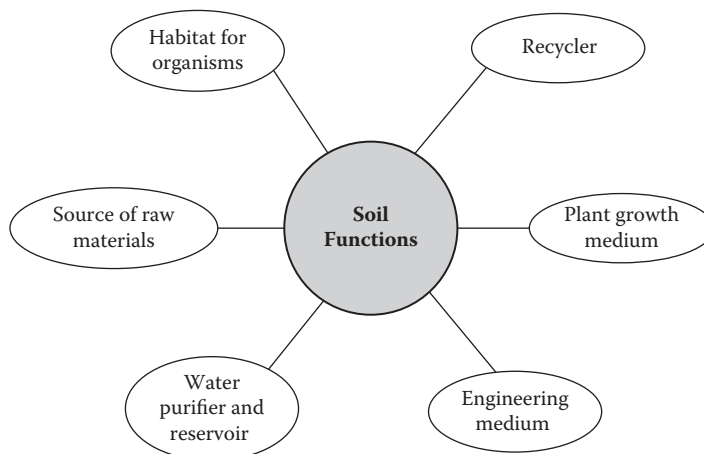 Habitat for
organisms
Recycler
Source of raw
materials
Soil
Functions
Plant growth
medium
Water
purifier and
reservoir
Engineering
medium